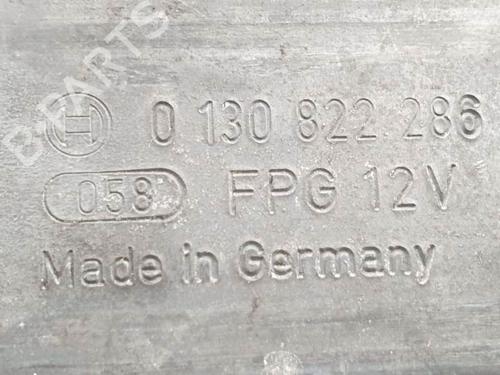 B-PARTS
H 0 130 822 286
058 FPG 12V
Made in Germany